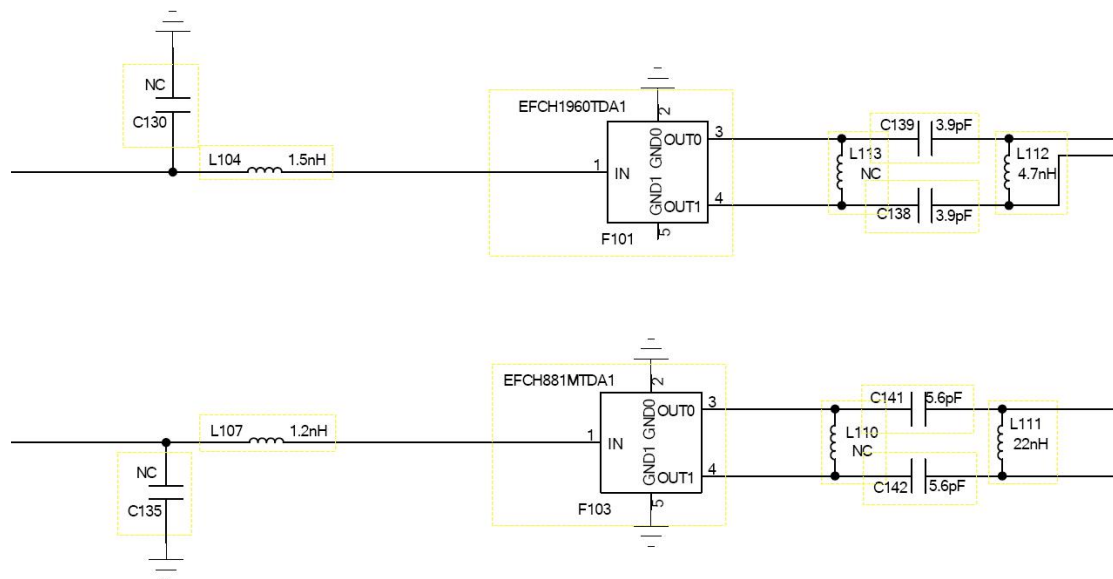 NC
C130
L104 1.5nH
EFCH1960TDA1
2
1 IN
GND0
GND1
OUT0 3
OUT1 4
5
F101
C139 3.9pF
L113
NC
C138 3.9pF
L112
4.7nH
EFCH881MTDA1
2
L107 1.2nH
1 IN
GND0
GND1
OUT0 3
OUT1 4
5
F103
NC
C135
C141 5.6pF
L110
NC
C142 5.6pF
L111
22nH